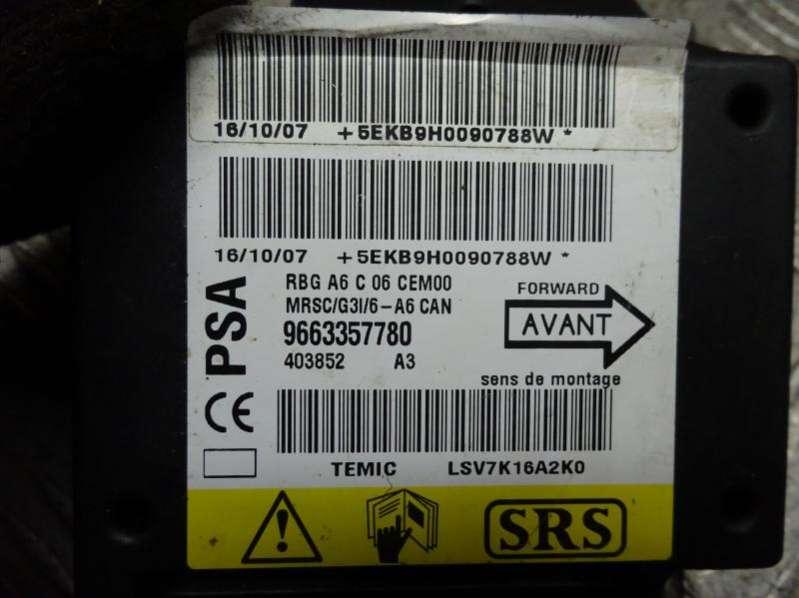 16/10/07 +5EKB9H0090788W *
16/10/07 +5EKB9H0090788W *
PSA
RBG A6 C 06 CEM00
MRSC/G3I/6-A6 CAN
9663357780
403852 A3
FORWARD
AVANT
sens de montage
CE
TEMIC LSV7K16A2K0
SRS